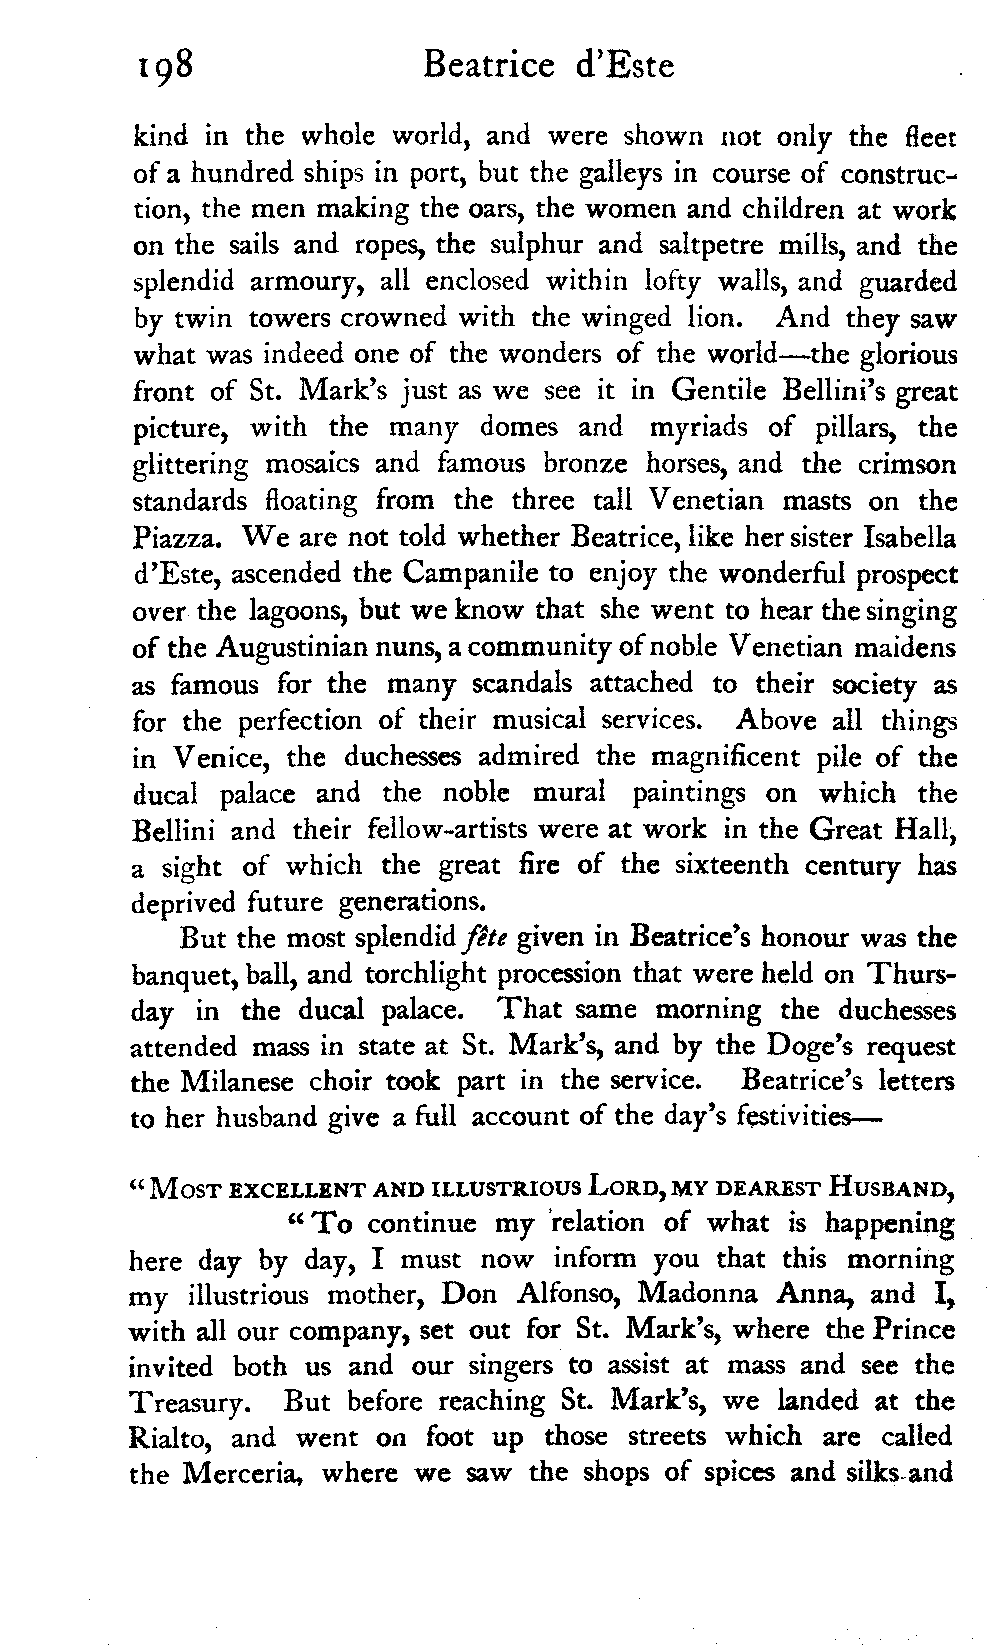 198 Beatrice d'Este
kind in the whole world, and were shown not only the fleet
of a hundred ships in port, but the galleys in course of construc-
tion, the men making the oars, the women and children at work
on the sails and ropes, the sulphur and saltpetre mills, and the
splendid armoury, all enclosed within lofty walls, and guarded
by twin towers crowned with the winged lion. And they saw
what was indeed one of the wonders of the world—the glorious
front of St. Mark's just as we see it in Gentile Bellini's great
picture, with the many domes and myriads of pillars, the
glittering mosaics and famous bronze horses, and the crimson
standards floating from the three tall Venetian masts on the
Piazza. We are not told whether Beatrice, like her sister Isabella
d'Este, ascended the Campanile to enjoy the wonderful prospect
over the lagoons, but we know that she went to hear the singing
of the Augustinian nuns, a community of noble Venetian maidens
as famous for the many scandals attached to their society as
for the perfection of their musical services. Above all things
in Venice, the duchesses admired the magnificent pile of the
ducal palace and the noble mural paintings on which the
Bellini and their fellow-artists were at work in the Great Hall,
a sight of which the great fire of the sixteenth century has
deprived future generations.
But the most splendid fête given in Beatrice's honour was the
banquet, ball, and torchlight procession that were held on Thurs-
day in the ducal palace. That same morning the duchesses
attended mass in state at St. Mark's, and by the Doge's request
the Milanese choir took part in the service. Beatrice's letters
to her husband give a full account of the day's festivities—
"MOST EXCELLENT AND ILLUSTRIOUS LORD, MY DEAREST HUSBAND,
"To continue my relation of what is happening
here day by day, I must now inform you that this morning
my illustrious mother, Don Alfonso, Madonna Anna, and I,
with all our company, set out for St. Mark's, where the Prince
invited both us and our singers to assist at mass and see the
Treasury. But before reaching St. Mark's, we landed at the
Rialto, and went on foot up those streets which are called
the Merceria, where we saw the shops of spices and silks and